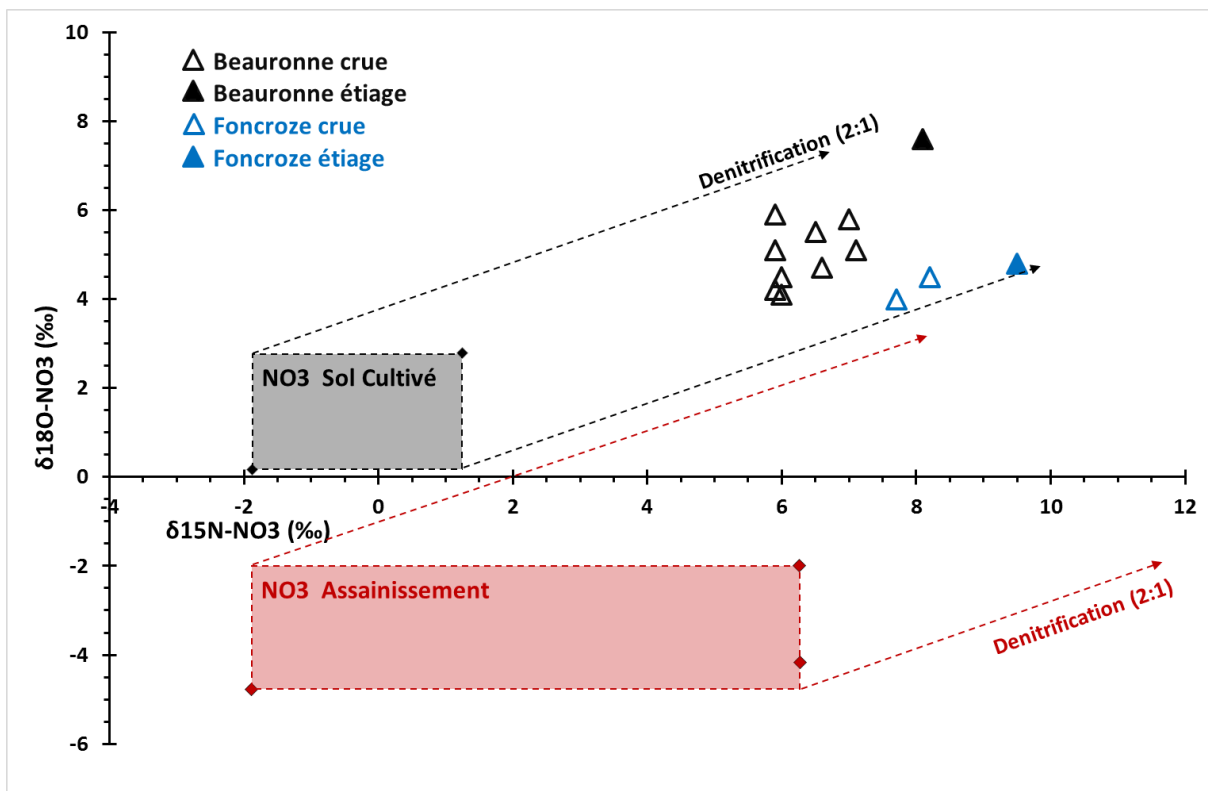 10
8
6
4
2
0
-2
-4
-6
-4
-2
0
2
4
6
8
10
12
δ18O-NO3 (‰)
δ15N-NO3 (‰)
Beauronne crue
Beauronne étiage
Foncroze crue
Foncroze étiage
Denitrification (2:1)
NO3 Sol Cultivé
NO3 Assainissement
Denitrification (2:1)